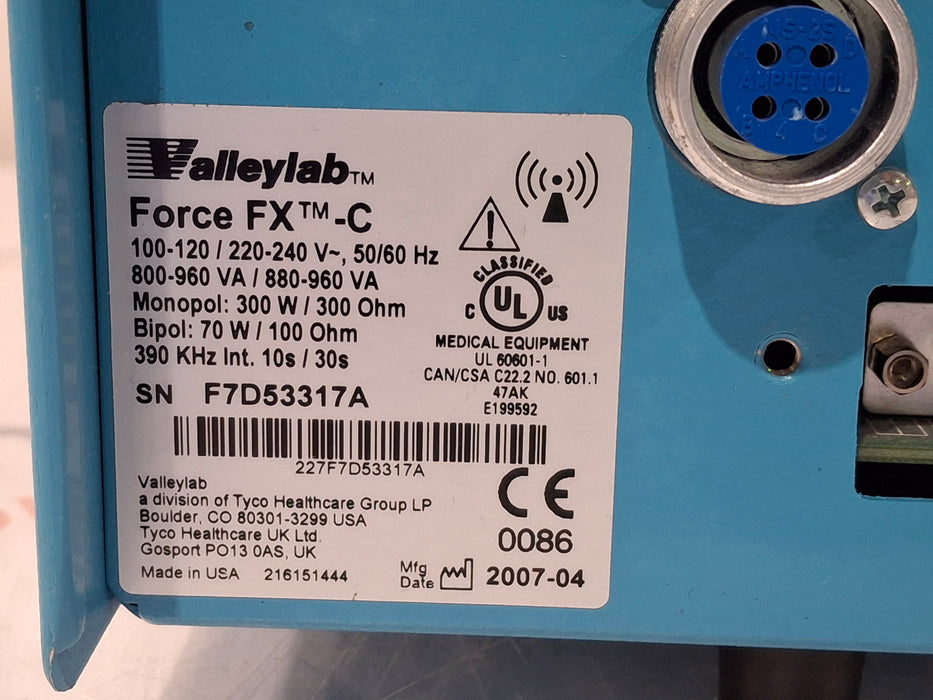 14S-2S
A D
AMPHENOL
B 4 C
Valleylab™
Force FX™-C
100-120 / 220-240 V~, 50/60 Hz
800-960 VA / 880-960 VA
Monopol: 300 W / 300 Ohm
Bipol: 70 W / 100 Ohm
390 KHz Int. 10s / 30s
SN F7D53317A
CLASSIFIED
C UL US
MEDICAL EQUIPMENT
UL 60601-1
CAN/CSA C22.2 NO. 601.1
47AK
E199592
227F7D53317A
Valleylab
a division of Tyco Healthcare Group LP
Boulder, CO 80301-3299 USA
Tyco Healthcare UK Ltd.
Gosport PO13 0AS, UK
Made in USA 216151444
CE
0086
Mfg
Date 2007-04